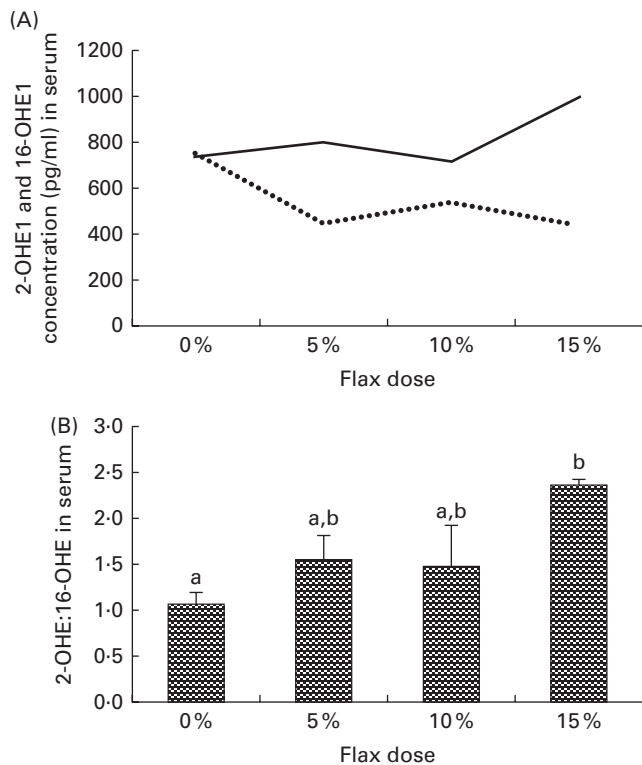 (A)
2-OHE1 and 16-OHE1
concentration (pg/ml) in serum
1200
1000
800
600
400
200
0
0 % 5 % 10 % 15 %
Flax dose
(B)
2-OHE:16-OHE in serum
3·0
2·5
2·0
1·5
1·0
0·5
0·0
a
a,b
a,b
b
0 % 5 % 10 % 15 %
Flax dose